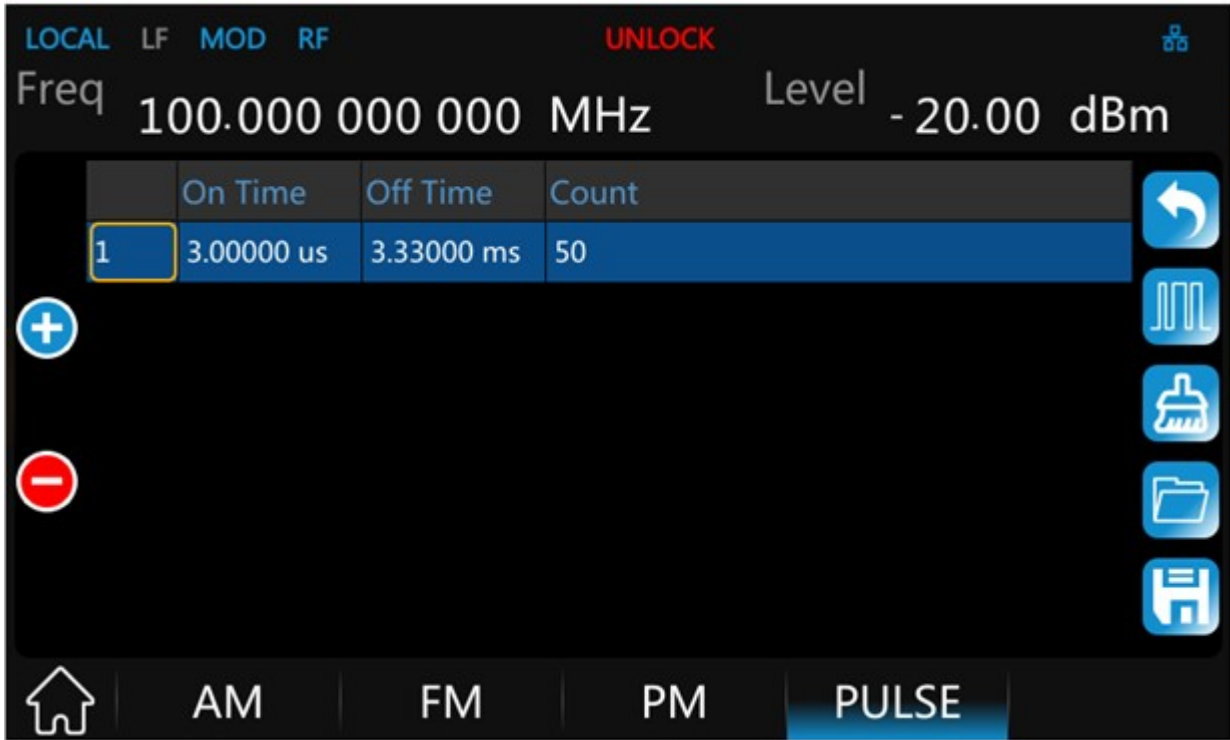 LOCAL LF MOD RF UNLOCK
Freq 100.000 000 000 MHz Level -20.00 dBm
On Time Off Time Count
1 3.00000 us 3.33000 ms 50
AM FM PM PULSE